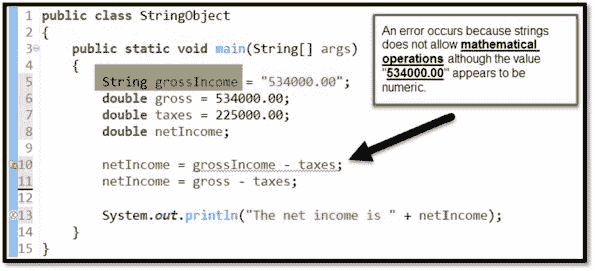 1 public class StringObject
2 {
3 public static void main(String[] args)
4 {
5 String grossIncome = "534000.00";
6 double gross = 534000.00;
7 double taxes = 225000.00;
8 double netIncome;
9
10 netIncome = grossIncome - taxes;
11 netIncome = gross - taxes;
12
13 System.out.println("The net income is " + netIncome);
14 }
15 }
An error occurs because strings
does not allow mathematical
operations although the value
"534000.00" appears to be
numeric.